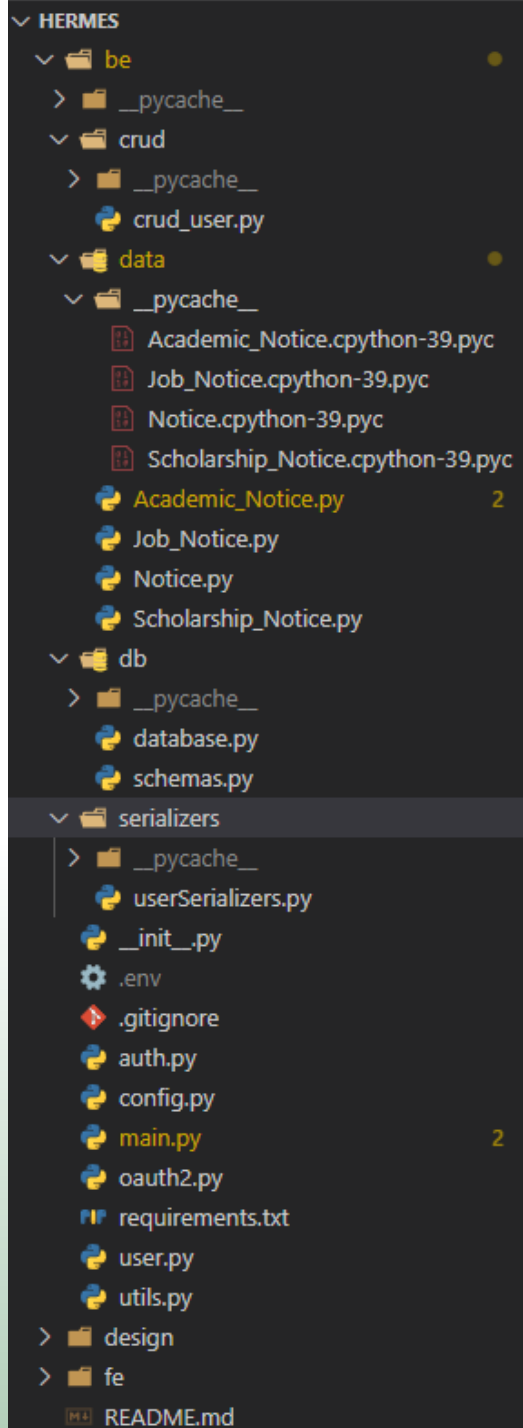 HERMES
be
__pycache__
crud
__pycache__
crud_user.py
data
__pycache__
Academic_Notice.cpython-39.pyc
Job_Notice.cpython-39.pyc
Notice.cpython-39.pyc
Scholarship_Notice.cpython-39.pyc
Academic_Notice.py 2
Job_Notice.py
Notice.py
Scholarship_Notice.py
db
__pycache__
database.py
schemas.py
serializers
__pycache__
userSerializers.py
__init__.py
.env
.gitignore
auth.py
config.py
main.py 2
oauth2.py
requirements.txt
user.py
utils.py
design
fe
README.md